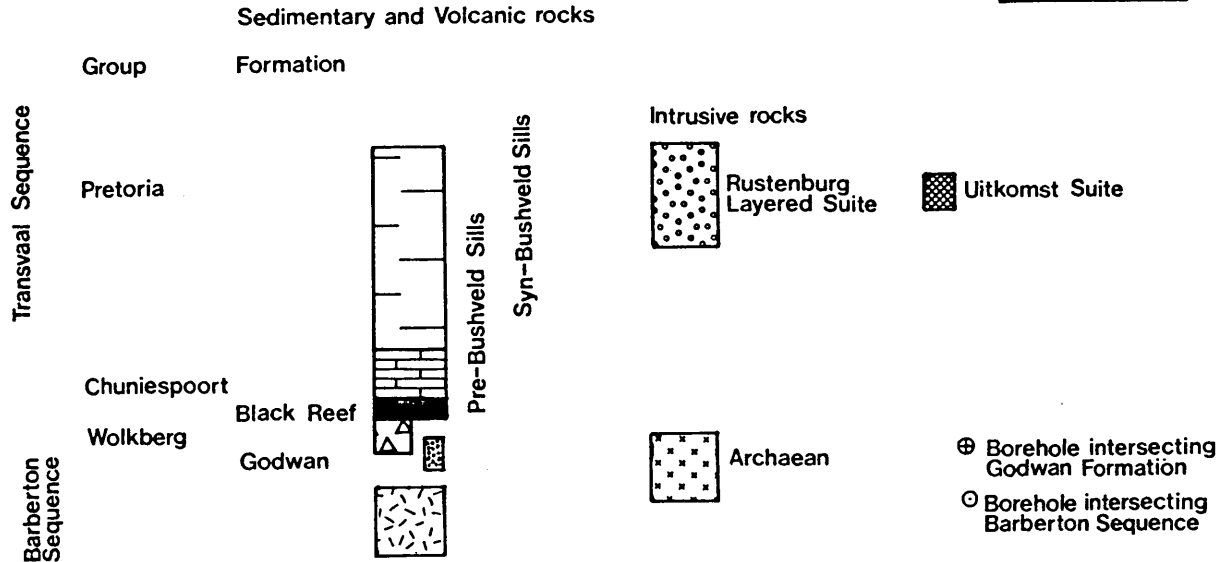 Sedimentary and Volcanic rocks
Group
Formation
Transvaal Sequence
Pretoria
Chuniespoort
Black Reef
Wolkberg
Godwan
Barberton
Sequence
Pre-Bushveld Sills
Syn-Bushveld Sills
Intrusive rocks
Rustenburg
Layered Suite
Uitkomst Suite
Archaean
Borehole intersecting
Godwan Formation
Borehole intersecting
Barberton Sequence